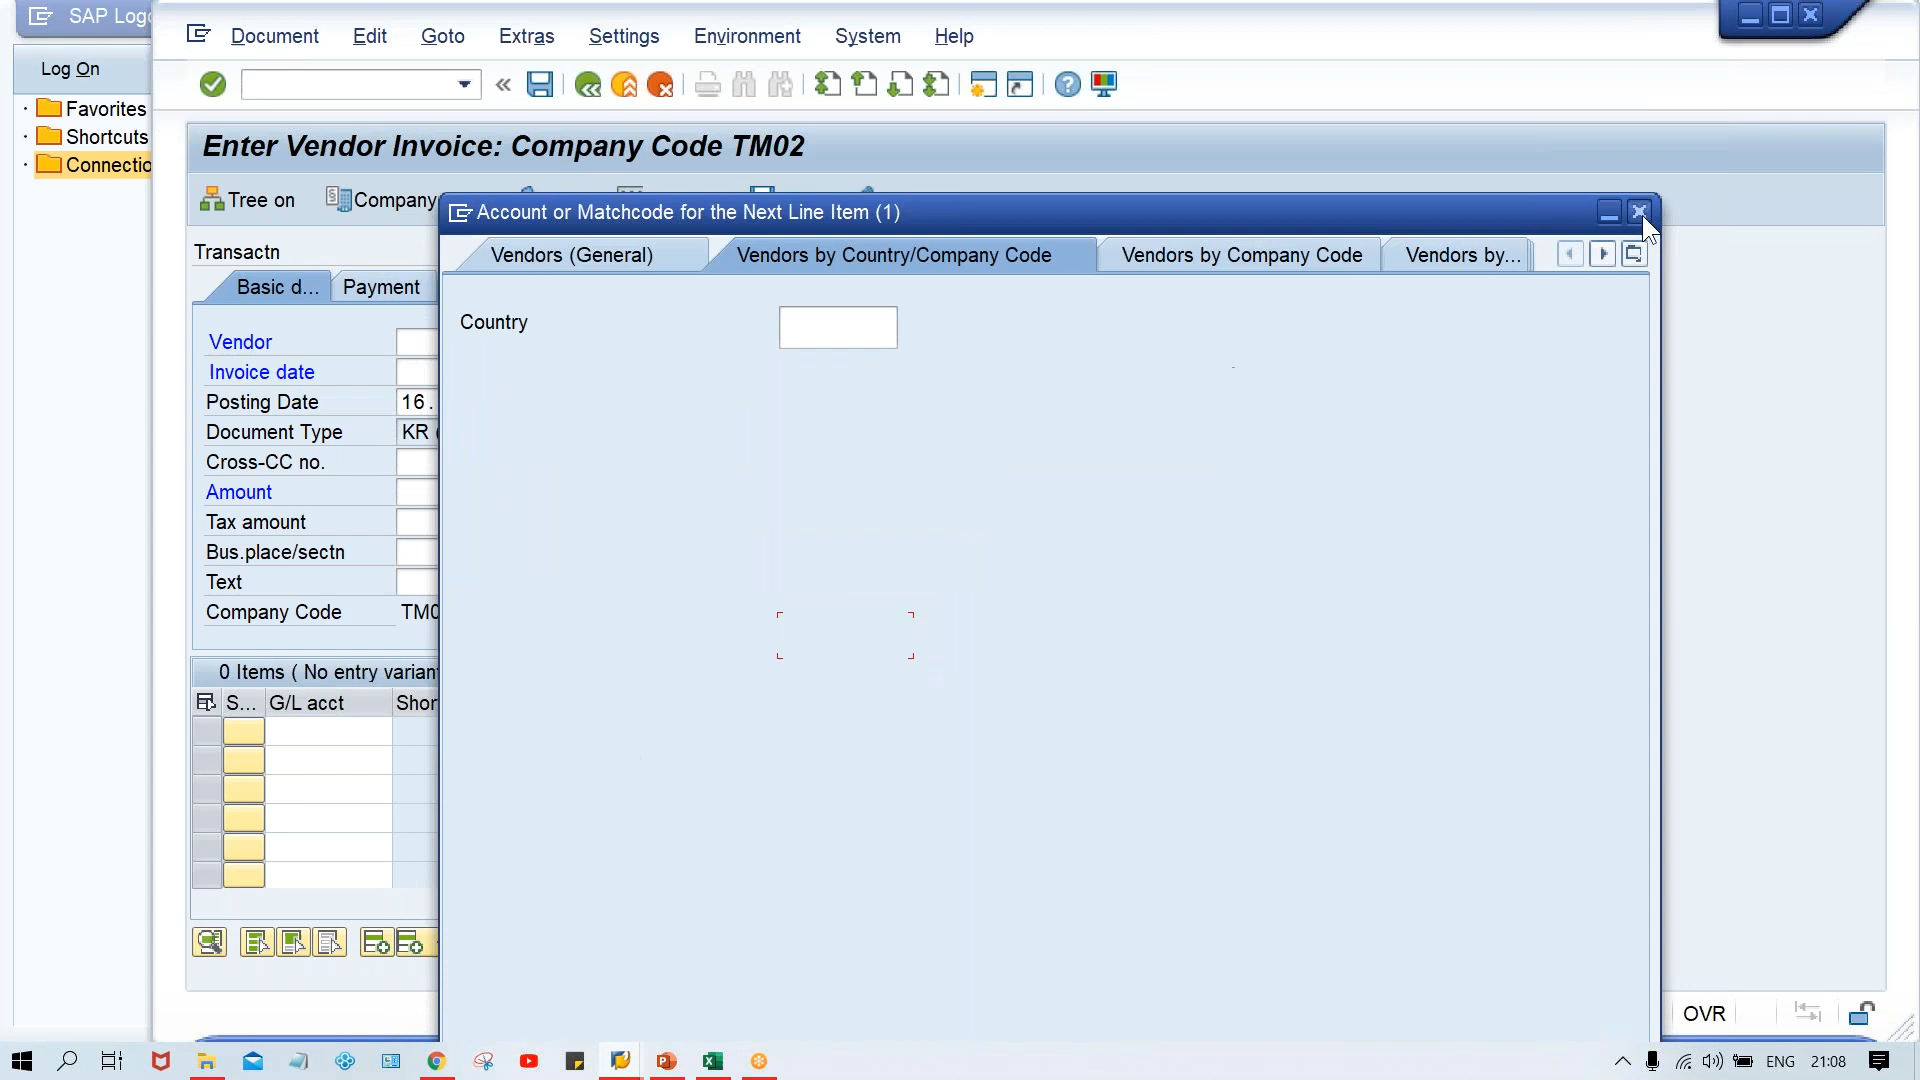 SAP Logo
Document Edit Goto Extras Settings Environment System Help
Log On
Favorites
Shortcuts
Connectio
Enter Vendor Invoice: Company Code TM02
Tree on Company
Account or Matchcode for the Next Line Item (1)
Transactn
Vendors (General) Vendors by Country/Company Code Vendors by Company Code Vendors by...
Basic d... Payment
Country
Vendor
Invoice date
Posting Date 16.
Document Type KR
Cross-CC no.
Amount
Tax amount
Bus.place/sectn
Text
Company Code TM0
0 Items ( No entry variant
S... G/L acct Shor
OVR
ENG 21:08